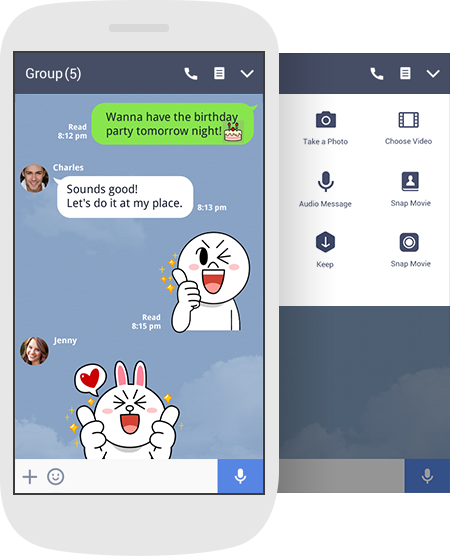 Group (5)
Wanna have the birthday
party tomorrow night!
Read
8:12 pm
Charles
Sounds good!
Let's do it at my place.
8:13 pm
Read
8:15 pm
Jenny
Take a Photo
Choose Video
Audio Message
Snap Movie
Keep
Snap Movie